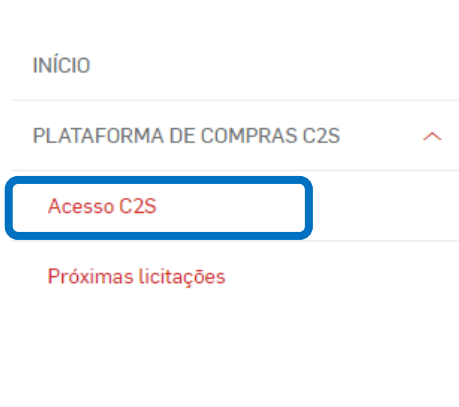 INÍCIO
PLATAFORMA DE COMPRAS C2S
Acesso C2S
Próximas licitações